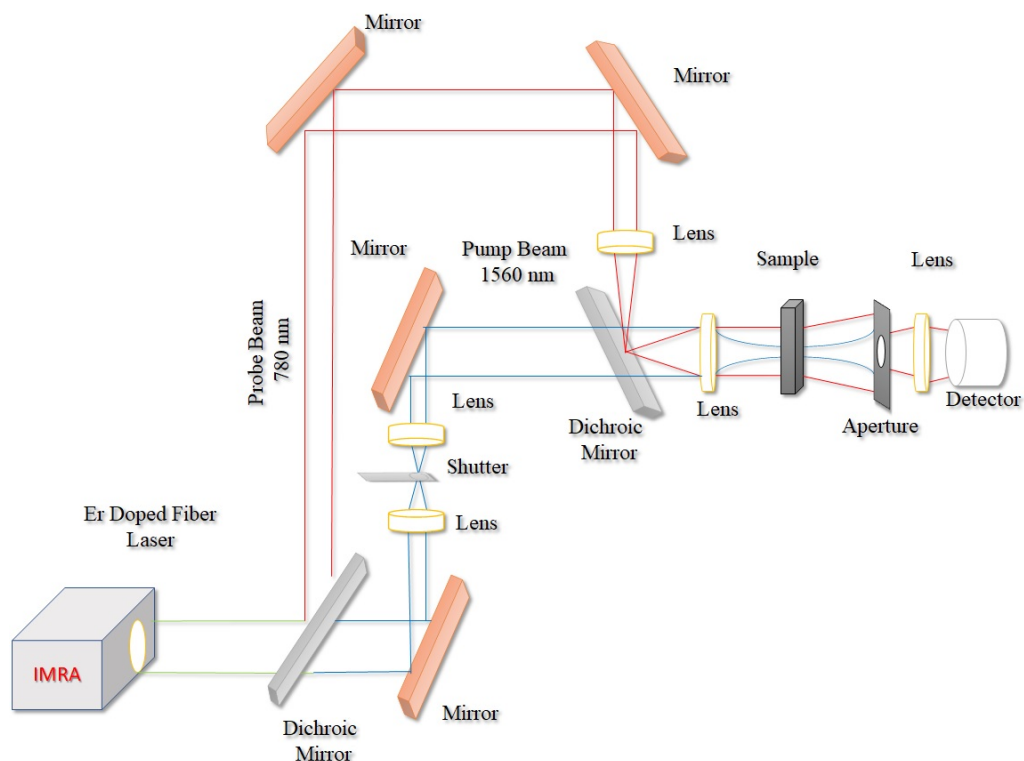 Mirror
Mirror
Probe Beam
780 nm
Mirror
Pump Beam
1560 nm
Lens
Sample
Lens
Lens
Dichroic
Mirror
Lens
Aperture
Detector
Shutter
Lens
Er Doped Fiber
Laser
IMRA
Dichroic
Mirror
Mirror